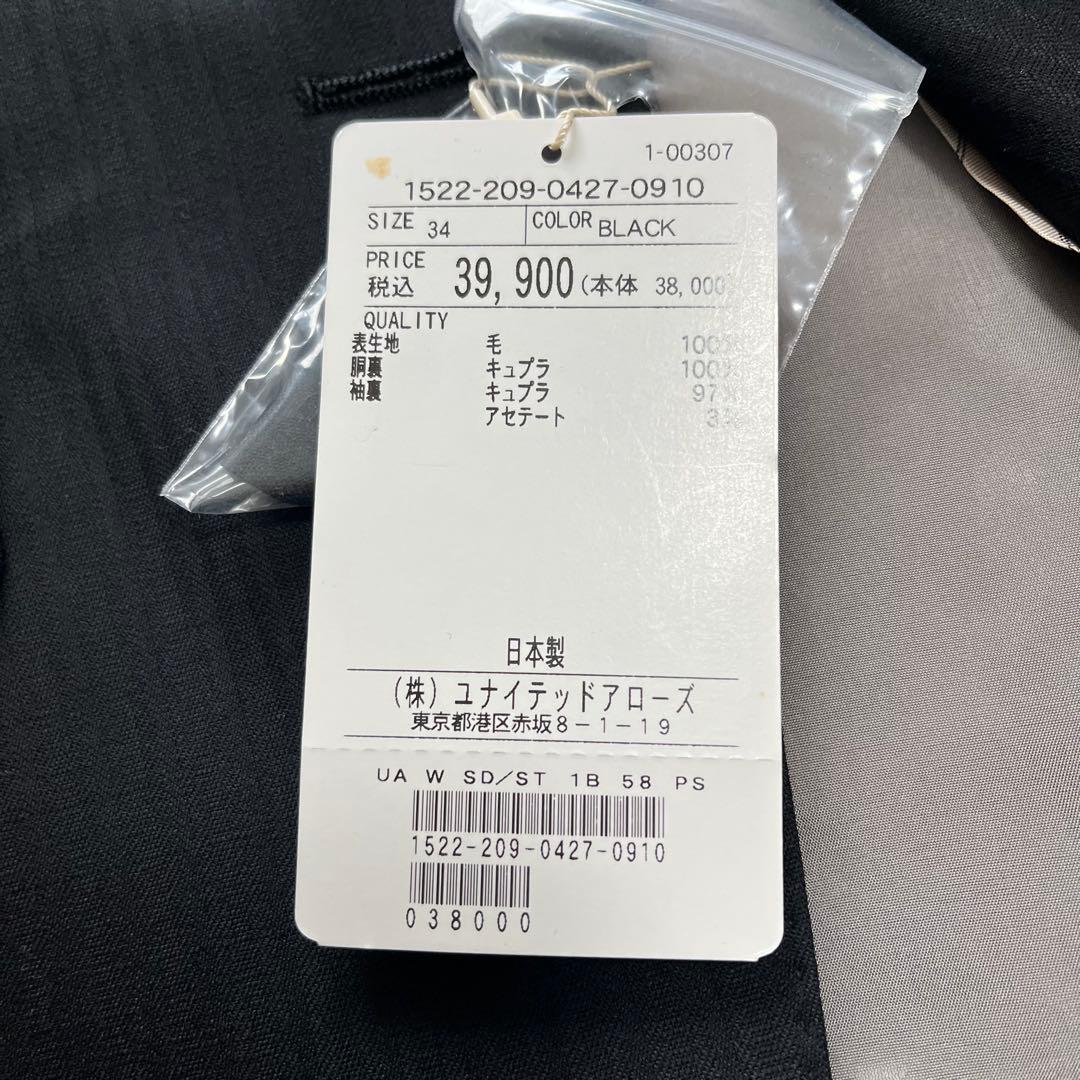 1-00307
1522-209-0427-0910
SIZE 34 COLOR BLACK
PRICE
税込 39,900 (本体 38,000)
QUALITY
表生地 毛 100%
胴裏 キュプラ 100%
袖裏 キュプラ 97%
アセテート 3%
日本製
(株) ユナイテッドアローズ
東京都港区赤坂8-1-19
UA W SD/ST 1B 58 PS
1522-209-0427-0910
038000